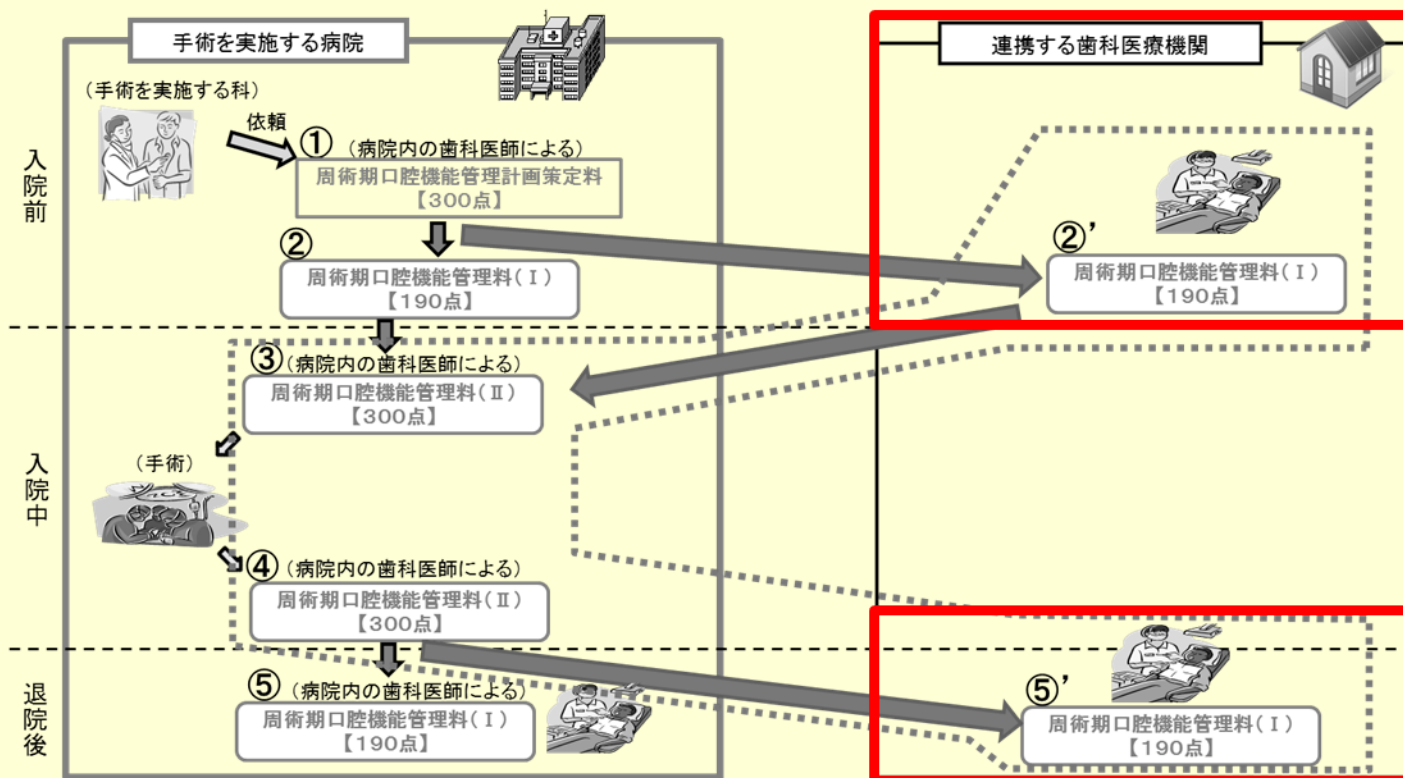 手術を実施する病院
連携する歯科医療機関
(手術を実施する科)
依頼
入院前
① (病院内の歯科医師による)
周術期口腔機能管理計画策定料
【300点】
②
周術期口腔機能管理料(Ⅰ)
【190点】
②’
周術期口腔機能管理料(Ⅰ)
【190点】
入院中
③ (病院内の歯科医師による)
周術期口腔機能管理料(Ⅱ)
【300点】
(手術)
④ (病院内の歯科医師による)
周術期口腔機能管理料(Ⅱ)
【300点】
退院後
⑤ (病院内の歯科医師による)
周術期口腔機能管理料(Ⅰ)
【190点】
⑤’
周術期口腔機能管理料(Ⅰ)
【190点】